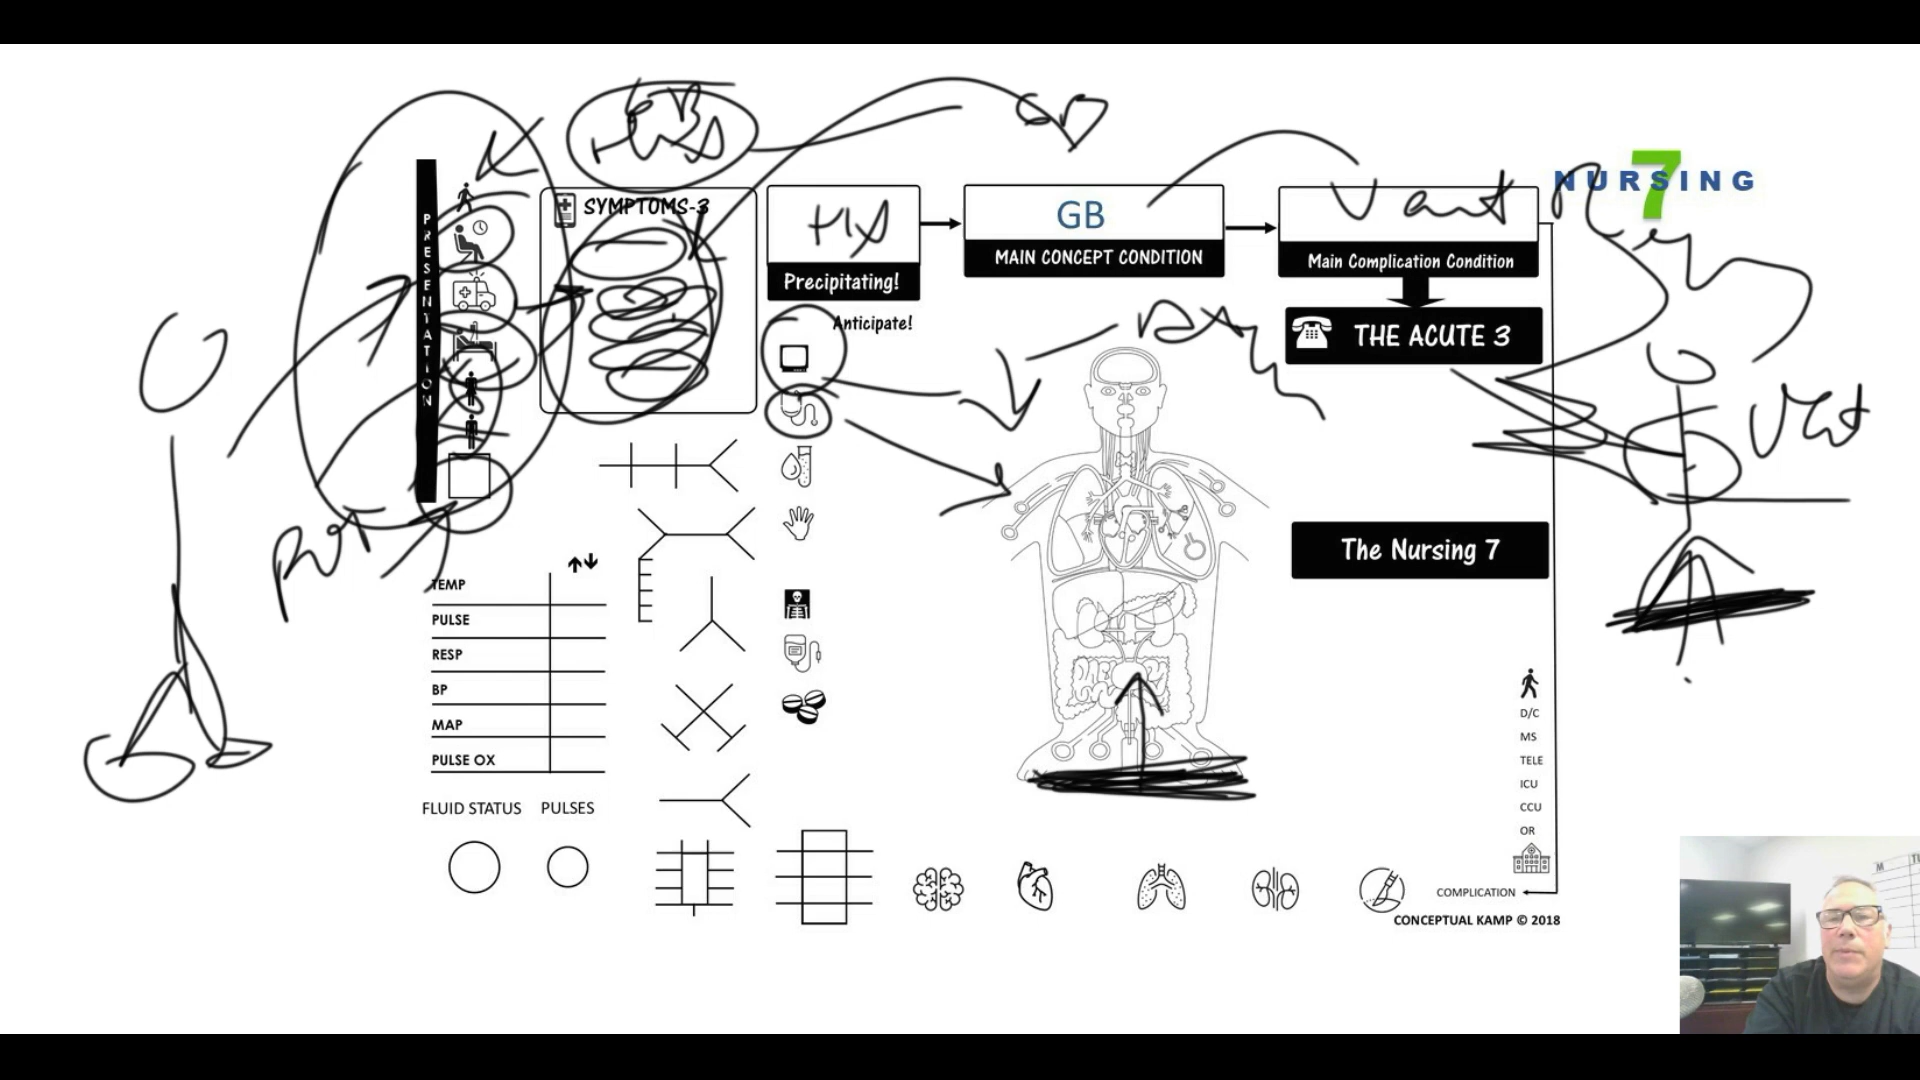 NURSING
7
PRESENTATION
SYMPTOMS-3
HX
Precipitating!
GB
MAIN CONCEPT CONDITION
Vent
Main Complication Condition
Anticipate!
THE ACUTE 3
The Nursing 7
TEMP
PULSE
RESP
BP
MAP
PULSE OX
FLUID STATUS PULSES
D/C
MS
TELE
ICU
CCU
OR
COMPLICATION
CONCEPTUAL KAMP © 2018